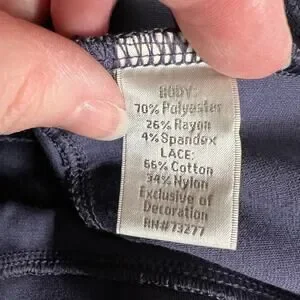 BODY:
70% Polyester
26% Rayon
4% Spandex
LACE:
66% Cotton
34% Nylon
Exclusive of
Decoration
RN#73277